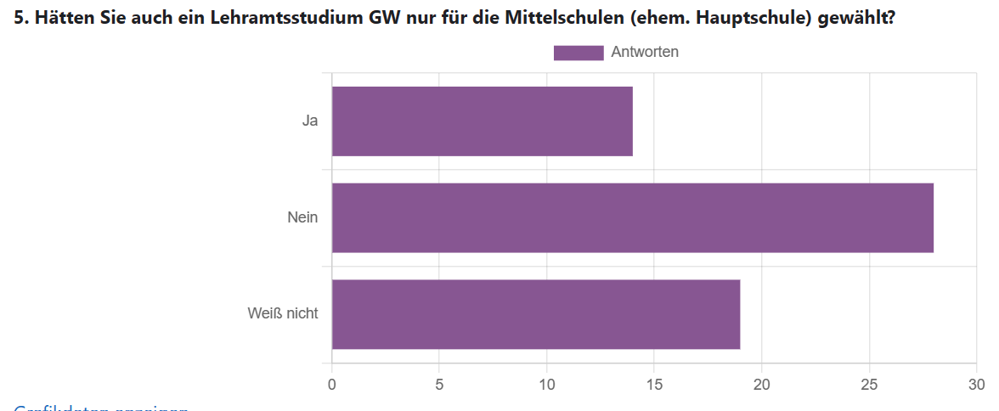 5. Hätten Sie auch ein Lehramtsstudium GW nur für die Mittelschulen (ehem. Hauptschule) gewählt?
Antworten
Ja
Nein
Weiß nicht
0 5 10 15 20 25 30